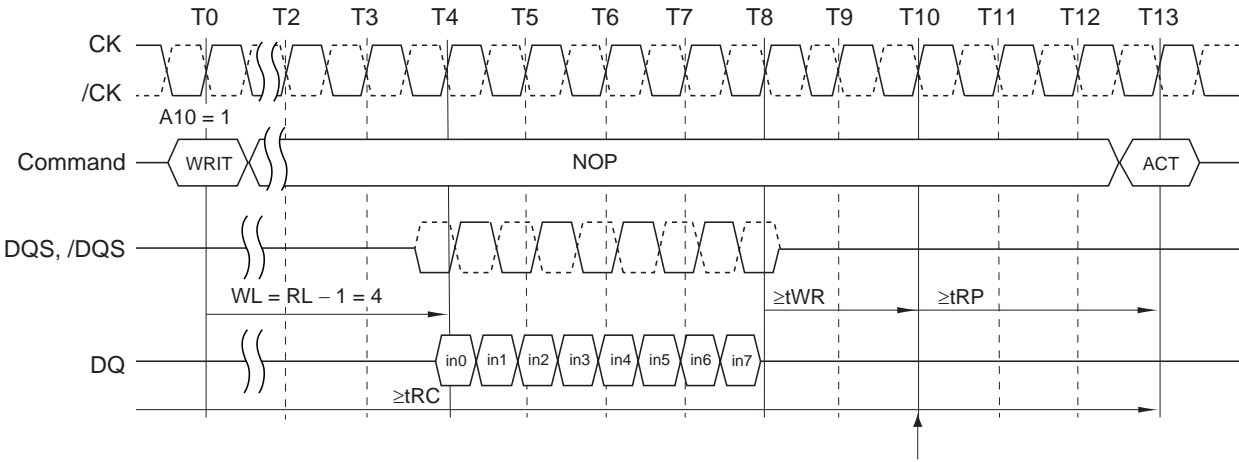 T0 T2 T3 T4 T5 T6 T7 T8 T9 T10 T11 T12 T13
CK
/CK
A10 = 1
Command WRIT NOP ACT
DQS, /DQS
WL = RL − 1 = 4 ≥tWR ≥tRP
DQ in0 in1 in2 in3 in4 in5 in6 in7
≥tRC